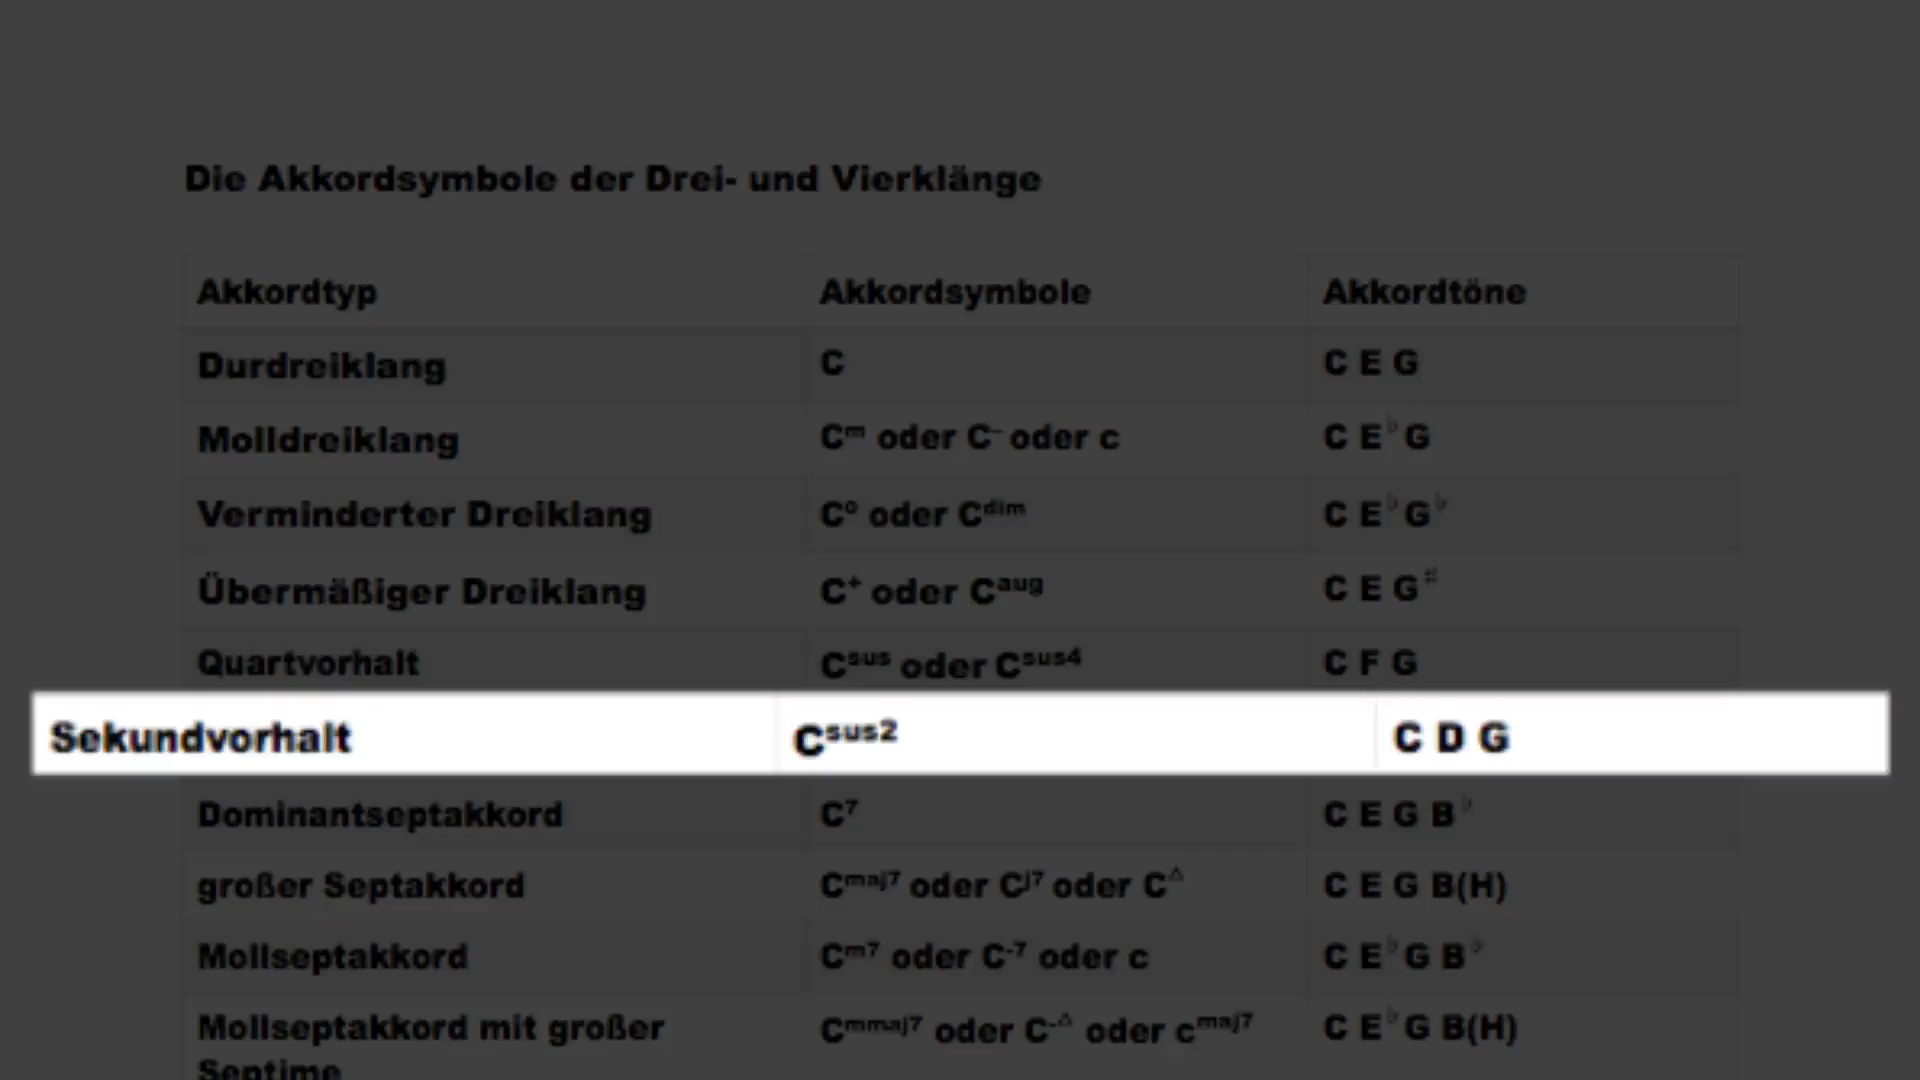 Die Akkordsymbole der Drei- und Vierklänge
Akkordtyp Akkordsymbole Akkordtöne
Durdreiklang C C E G
Molldreiklang Cᵐ oder C⁻ oder c C E♭ G
Verminderter Dreiklang C° oder Cᵈⁱᵐ C E♭ G♭
Übermäßiger Dreiklang C⁺ oder Cᵃᵘᵍ C E G♯
Quartvorhalt Cˢᵘˢ oder Cˢᵘˢ⁴ C F G
Sekundvorhalt Cˢᵘˢ² C D G
Dominantseptakkord C⁷ C E G B♭
großer Septakkord Cᵐᵃʲ⁷ oder Cʲ⁷ oder C△ C E G B(H)
Mollseptakkord Cᵐ⁷ oder C⁻⁷ oder c C E♭ G B♭
Mollseptakkord mit großer Cᵐᵐᵃʲ⁷ oder C⁻△ oder cᵐᵃʲ⁷ C E♭ G B(H)
Septime